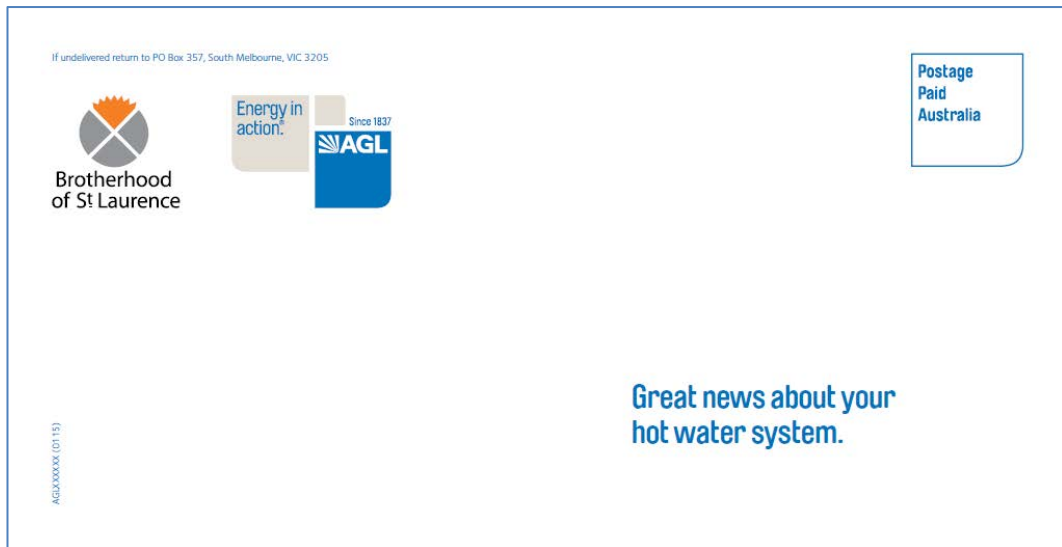 If undelivered return to PO Box 357, South Melbourne, VIC 3205
Postage
Paid
Australia
Brotherhood
of St Laurence
Energy in
action.®
Since 1837
AGL
Great news about your
hot water system.
AGLXXXXXX (0115)